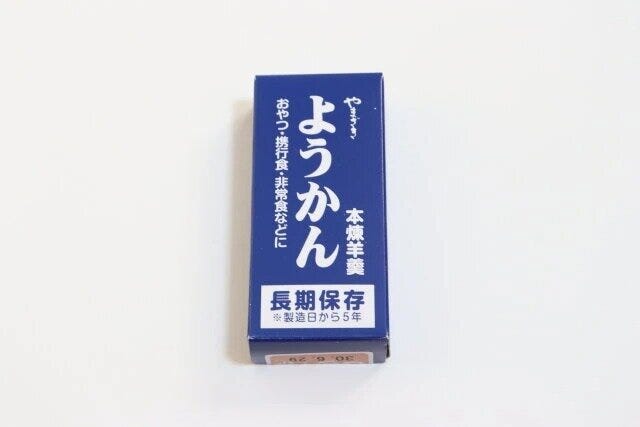 やまざき
ようかん
本煉羊羹
おやつ・携行食・非常食などに
長期保存
※製造日から5年
30. 6. 29